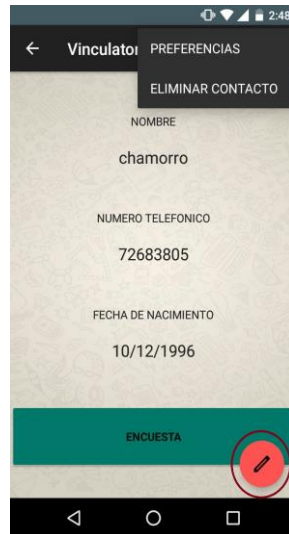 2:48
Vinculator
PREFERENCIAS
ELIMINAR CONTACTO
NOMBRE
chamorro
NUMERO TELEFONICO
72683805
FECHA DE NACIMIENTO
10/12/1996
ENCUESTA